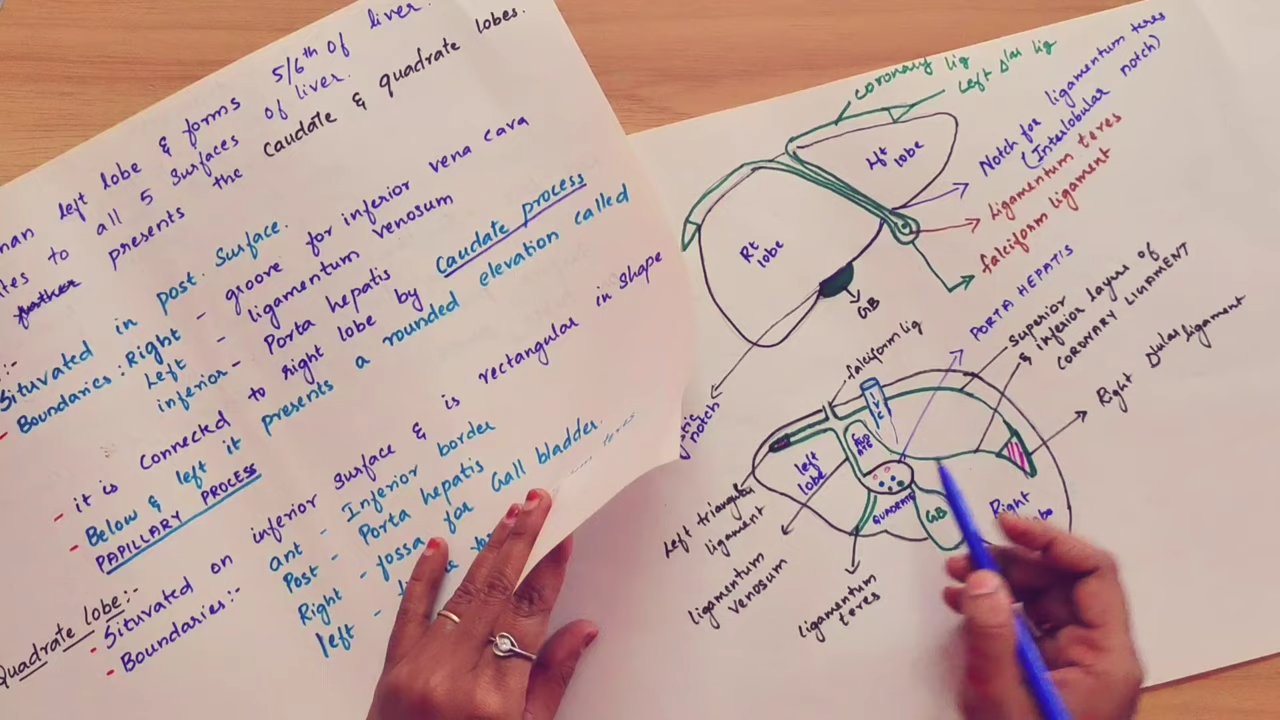 5/6th of liver.
man left lobe & forms
to all 5 surfaces of liver.
presents the caudate & quadrate lobes.
Situvated in post. Surface.
- Boundaries: Right - groove for inferior vena cava
Left - ligamentum venosum
inferior - Porta hepatis
- it is connected to right lobe by caudate process
- Below & left it presents a rounded elevation called
PAPILLARY PROCESS
Quadrate lobe:-
- Situvated on inferior surface & is rectangular in shape
- Boundaries:- ant - Inferior border
Post - Porta hepatis
Right - fossa for Gall bladder.
left -
coronary lig
Left Δlar lig
Notch for ligamentum teres
(Interlobular notch)
ligamentum teres
falciform ligament
Lft lobe
Rt lobe
GB
notch
PORTA HEPATIS
Superior
& inferior layers of
CORONARY LIGAMENT
Right Δular ligament
falciform lig
IVC
left lobe
QUADRATE
GB
Right
Left triangular
ligament
ligamentum
venosum
ligamentum
teres